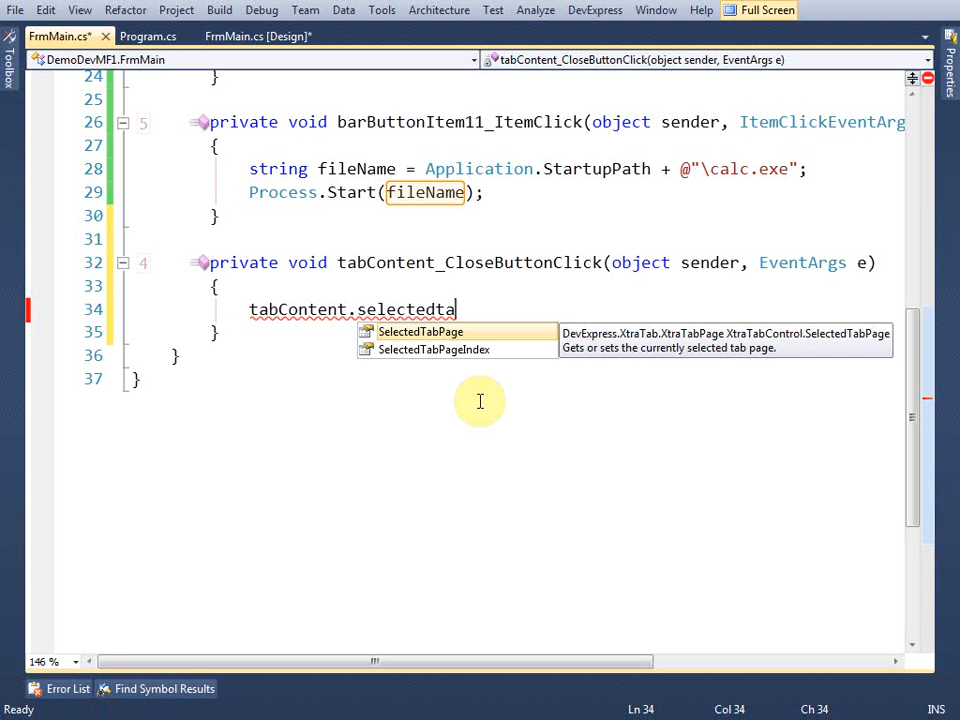 File Edit View Refactor Project Build Debug Team Data Tools Architecture Test Analyze DevExpress Window Help Full Screen
FrmMain.cs* Program.cs FrmMain.cs [Design]*
Toolbox
Properties
DemoDevMF1.FrmMain tabContent_CloseButtonClick(object sender, EventArgs e)
24 }
25
26 5 private void barButtonItem11_ItemClick(object sender, ItemClickEventArg
27 {
28 string fileName = Application.StartupPath + @"\calc.exe";
29 Process.Start(fileName);
30 }
31
32 4 private void tabContent_CloseButtonClick(object sender, EventArgs e)
33 {
34 tabContent.selectedta
35 }
SelectedTabPage
SelectedTabPageIndex
DevExpress.XtraTab.XtraTabPage XtraTabControl.SelectedTabPage
Gets or sets the currently selected tab page.
36 }
37 }
146 %
Error List Find Symbol Results
Ready Ln 34 Col 34 Ch 34 INS